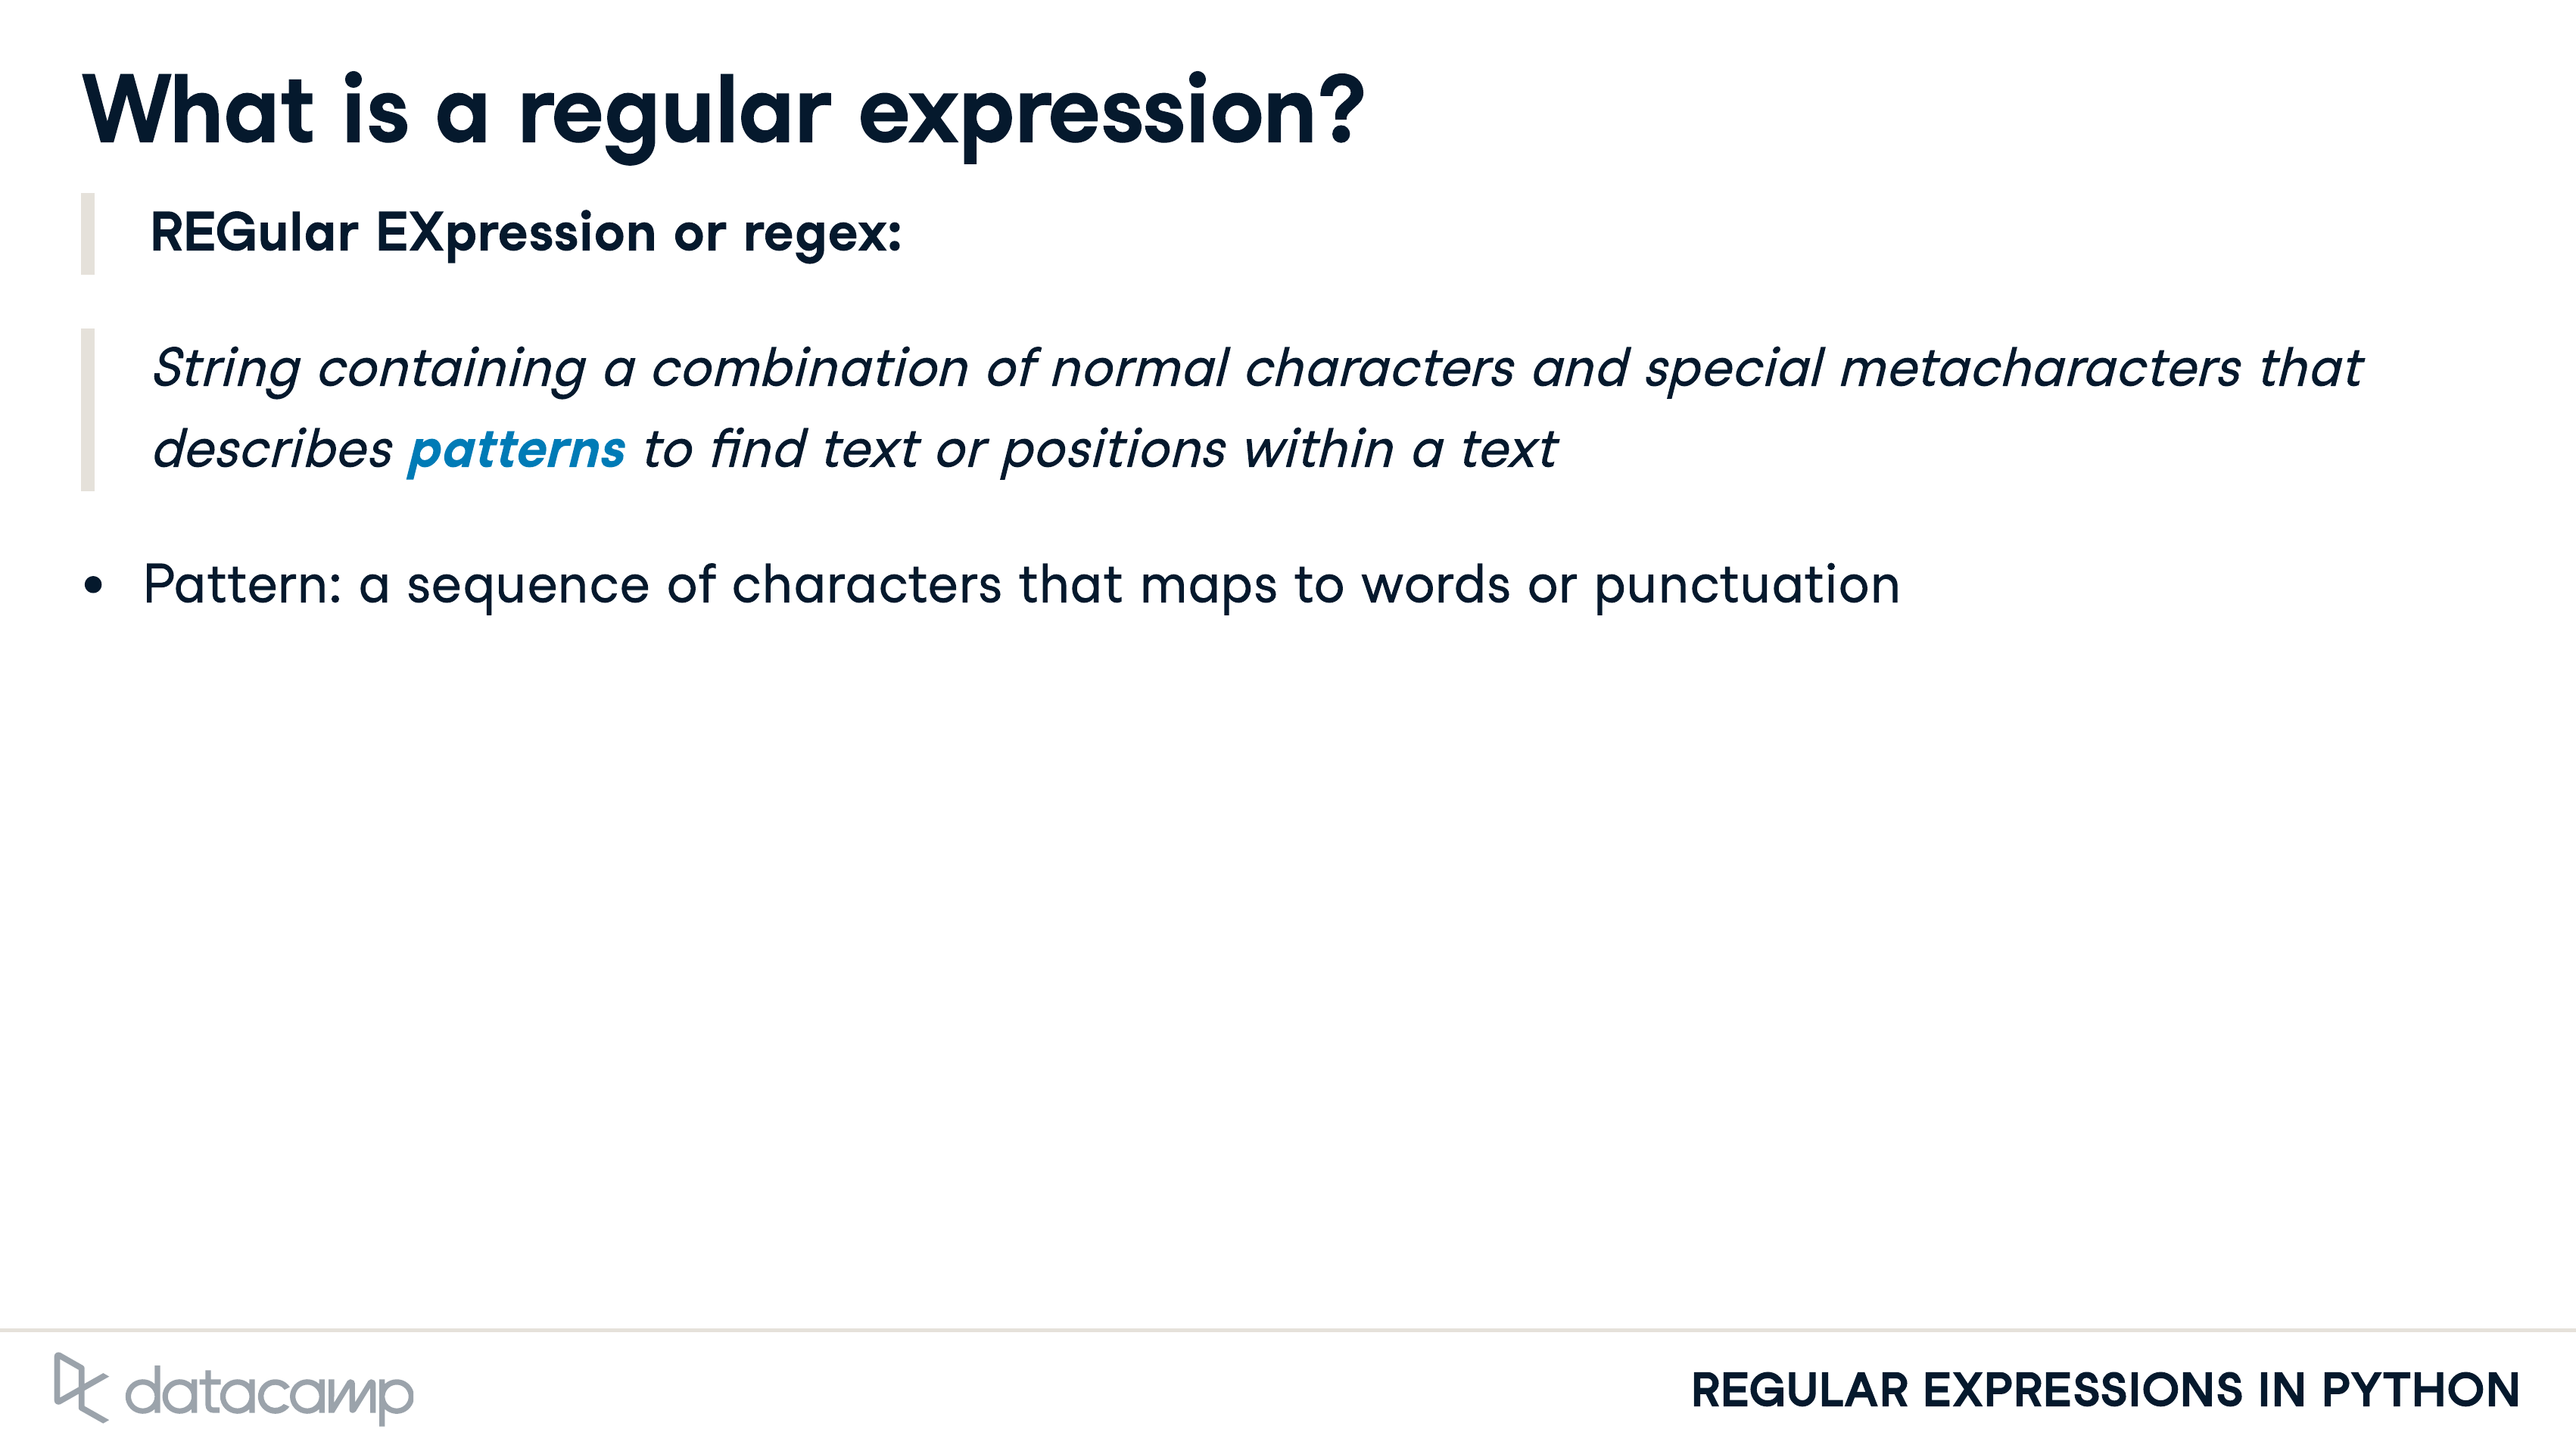 What is a regular expression?
REGular EXpression or regex:
String containing a combination of normal characters and special metacharacters that
describes patterns to find text or positions within a text
• Pattern: a sequence of characters that maps to words or punctuation
datacamp
REGULAR EXPRESSIONS IN PYTHON